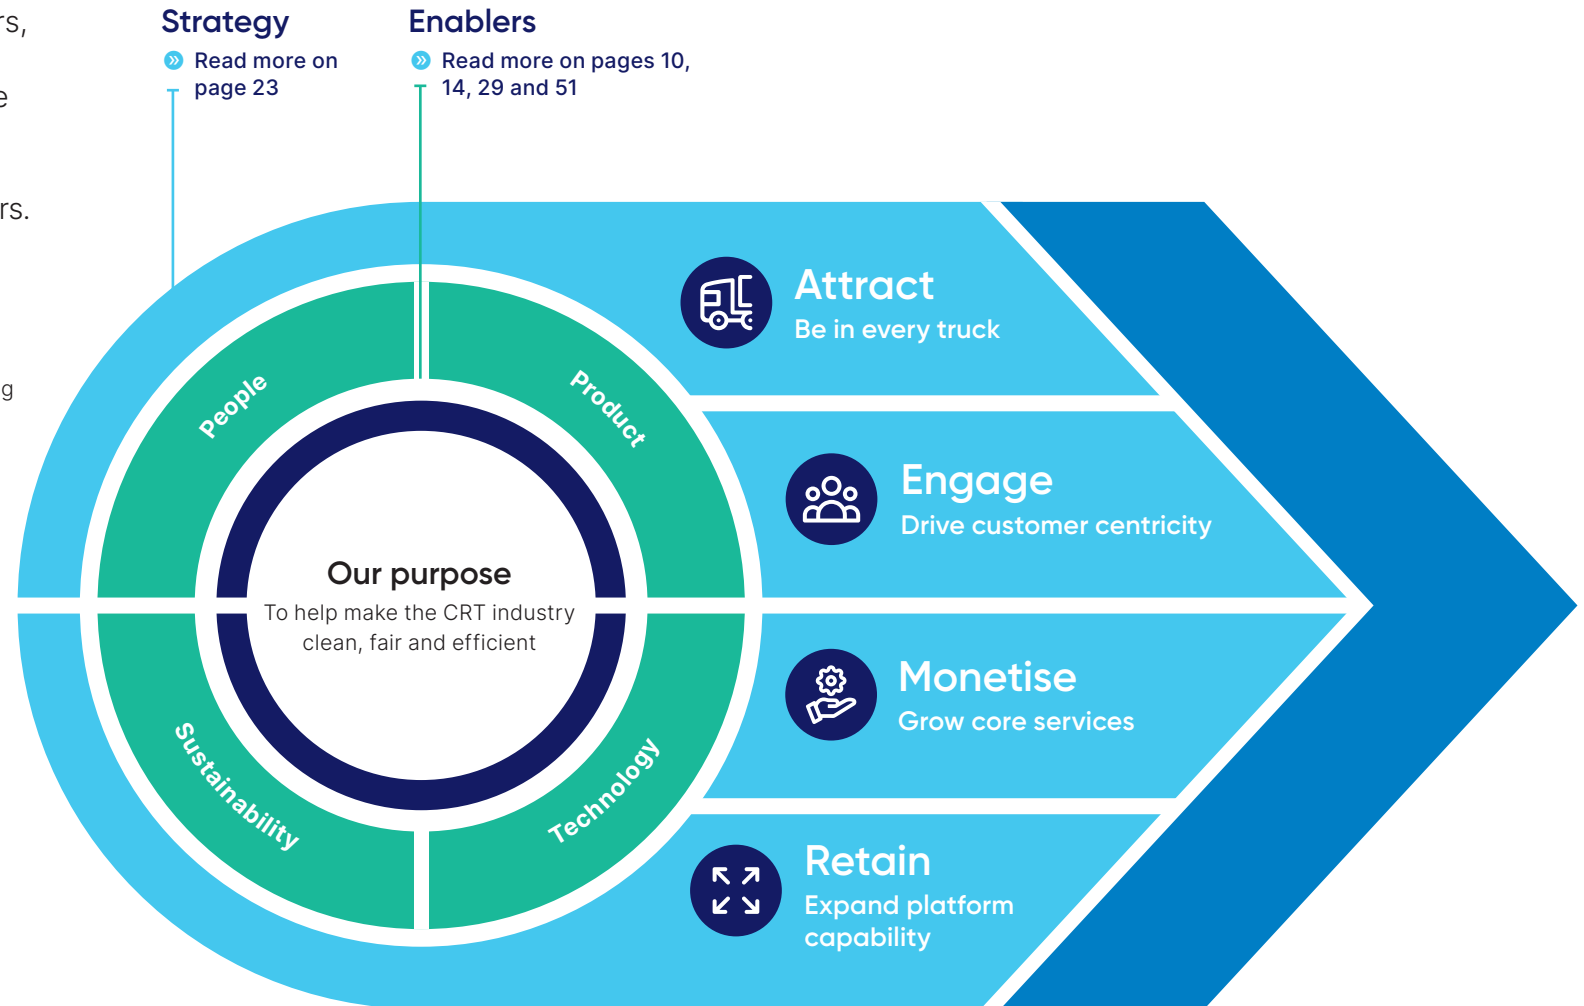 rs,
e
rs.
g
Strategy
Read more on
page 23
Enablers
Read more on pages 10,
14, 29 and 51
People
Product
Sustainability
Technology
Our purpose
To help make the CRT industry
clean, fair and efficient
Attract
Be in every truck
Engage
Drive customer centricity
Monetise
Grow core services
Retain
Expand platform
capability